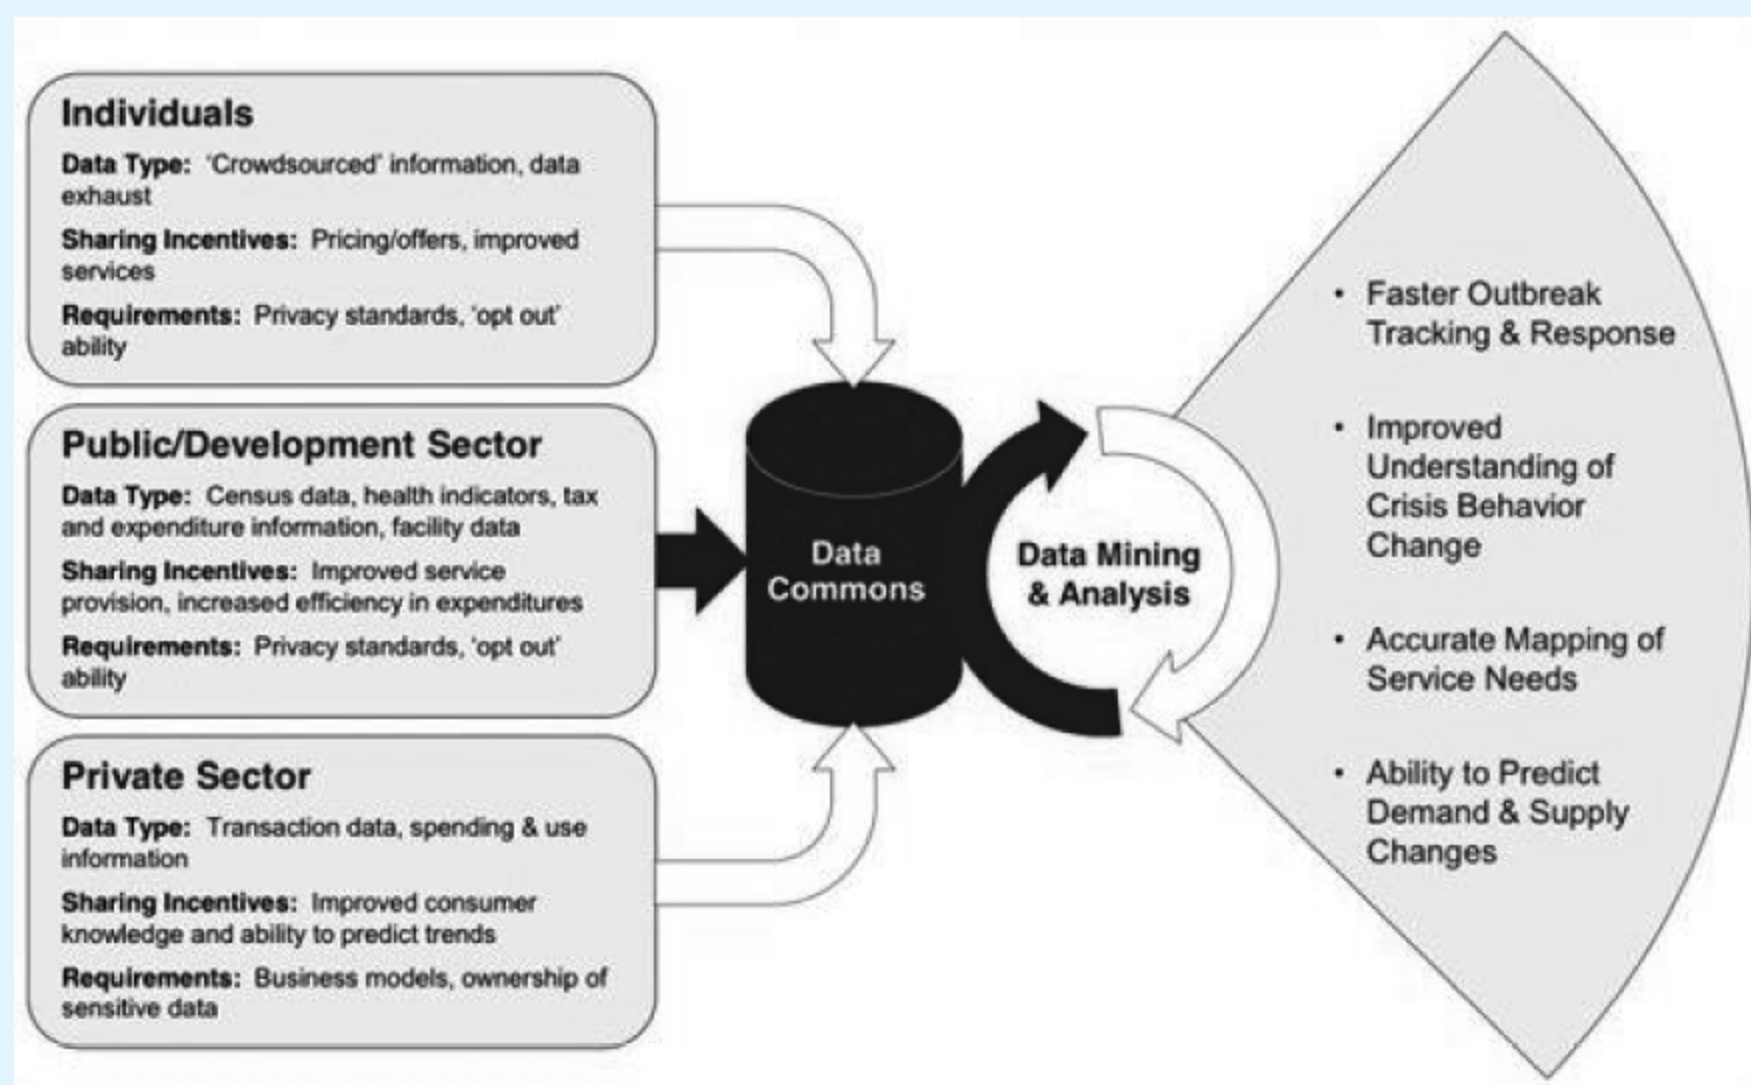 Individuals
Data Type: 'Crowdsourced' information, data
exhaust
Sharing Incentives: Pricing/offers, improved
services
Requirements: Privacy standards, 'opt out'
ability
Public/Development Sector
Data Type: Census data, health indicators, tax
and expenditure information, facility data
Sharing Incentives: Improved service
provision, increased efficiency in expenditures
Requirements: Privacy standards, 'opt out'
ability
Private Sector
Data Type: Transaction data, spending & use
information
Sharing Incentives: Improved consumer
knowledge and ability to predict trends
Requirements: Business models, ownership of
sensitive data
Data
Commons
Data Mining
& Analysis
• Faster Outbreak
Tracking & Response
• Improved
Understanding of
Crisis Behavior
Change
• Accurate Mapping of
Service Needs
• Ability to Predict
Demand & Supply
Changes